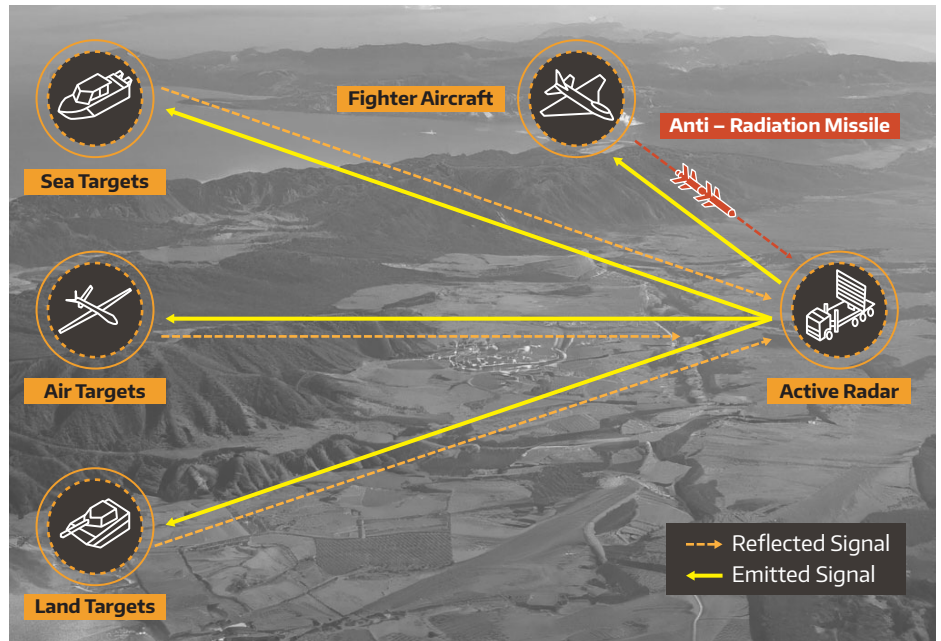 Fighter Aircraft
Anti – Radiation Missile
Sea Targets
Air Targets
Active Radar
Land Targets
Reflected Signal
Emitted Signal